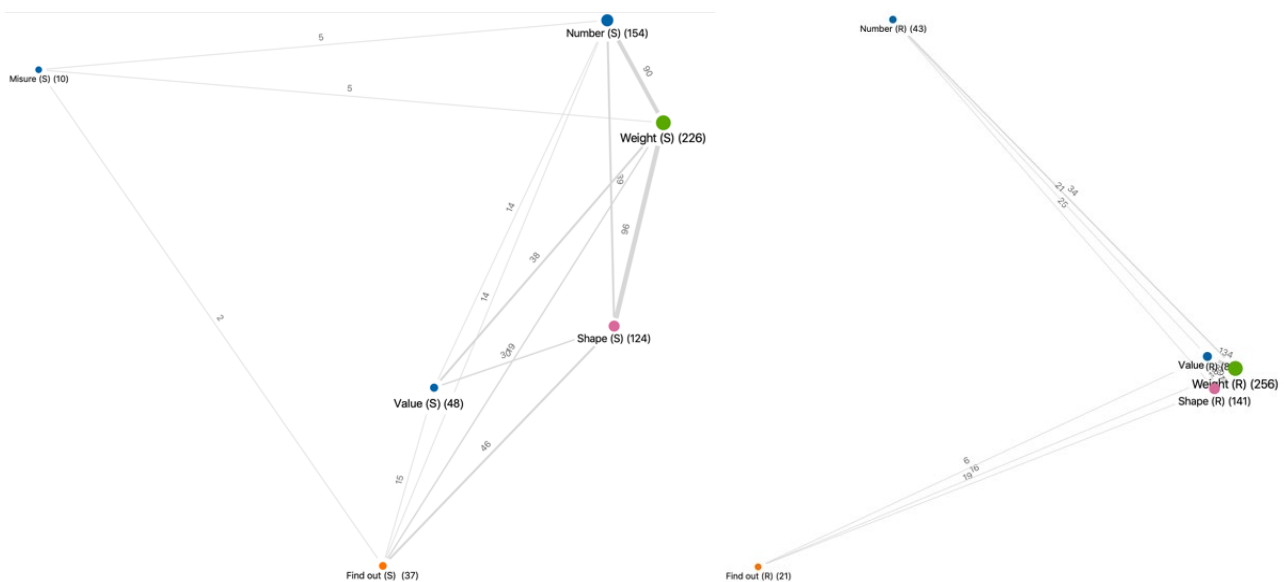 Number (S) (154)
5
Misure (S) (10)
5
90
Weight (S) (226)
39
96
14
38
14
2
Shape (S) (124)
Value (S) (48)
46
15
Find out (S) (37)
Number (R) (43)
21
34
25
134
Value (R)
Weight (R) (256)
Shape (R) (141)
6
16
19
Find out (R) (21)